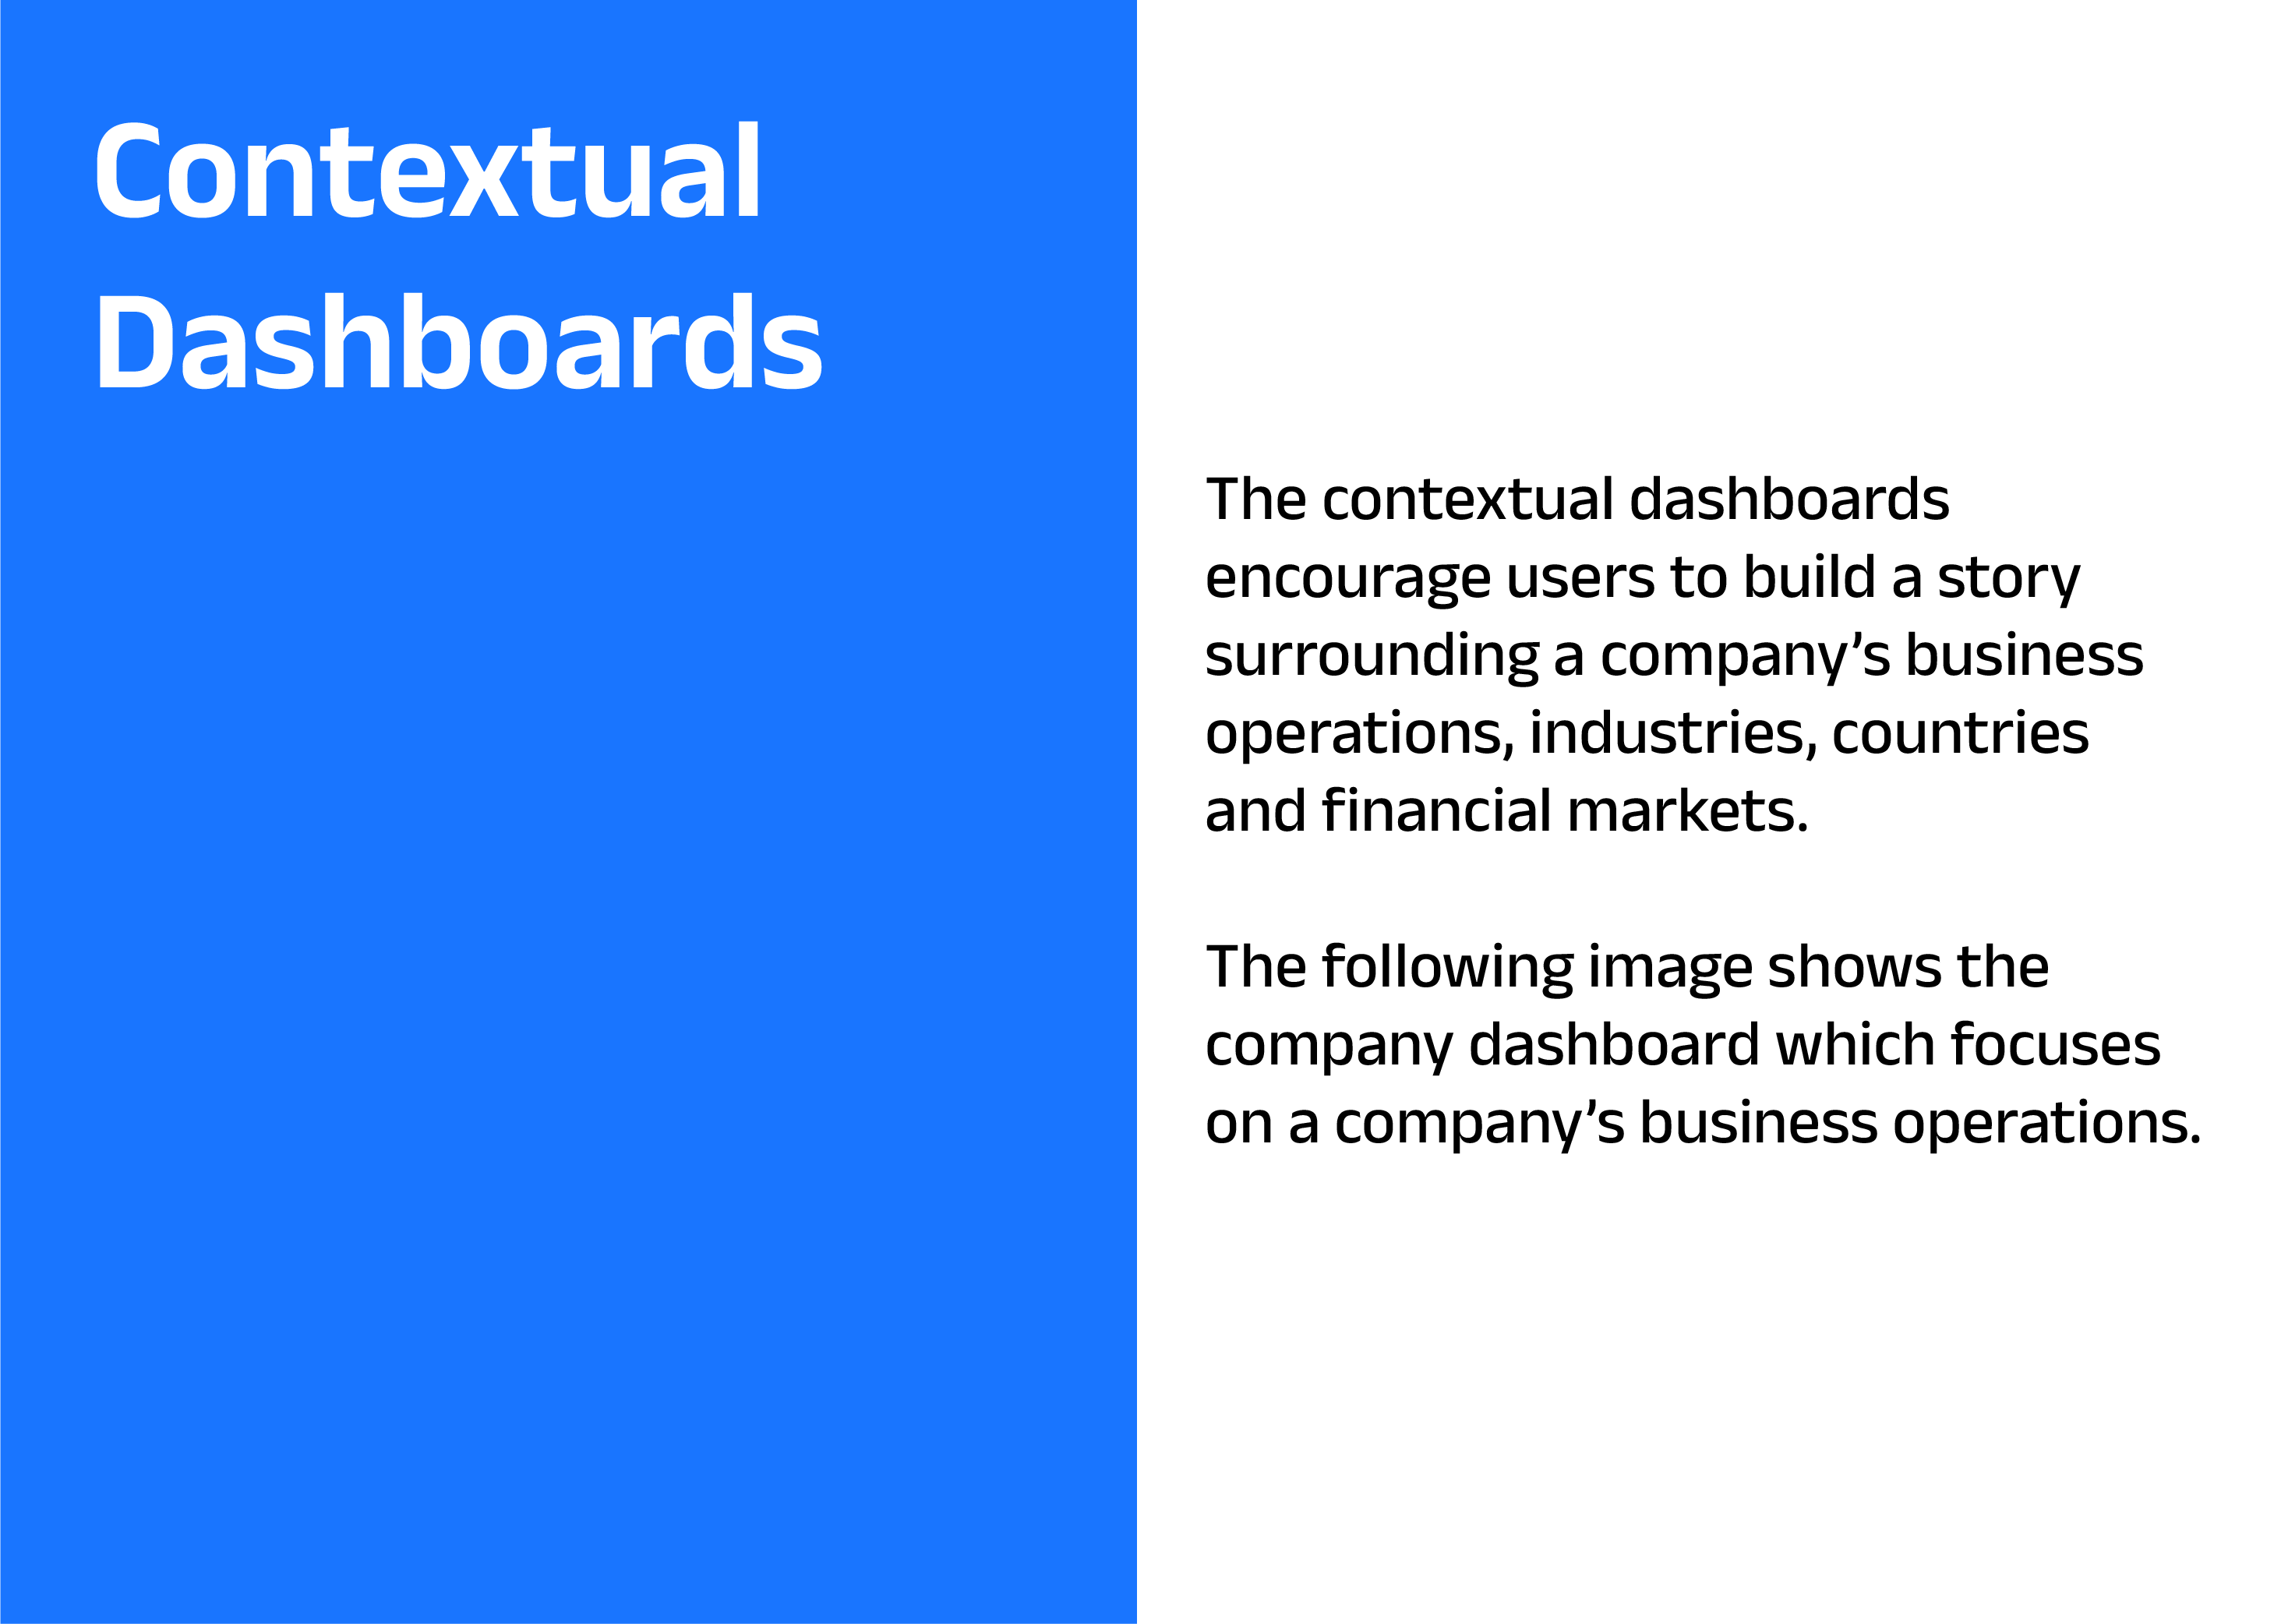 Contextual
Dashboards
The contextual dashboards
encourage users to build a story
surrounding a company’s business
operations, industries, countries
and financial markets.
The following image shows the
company dashboard which focuses
on a company’s business operations.